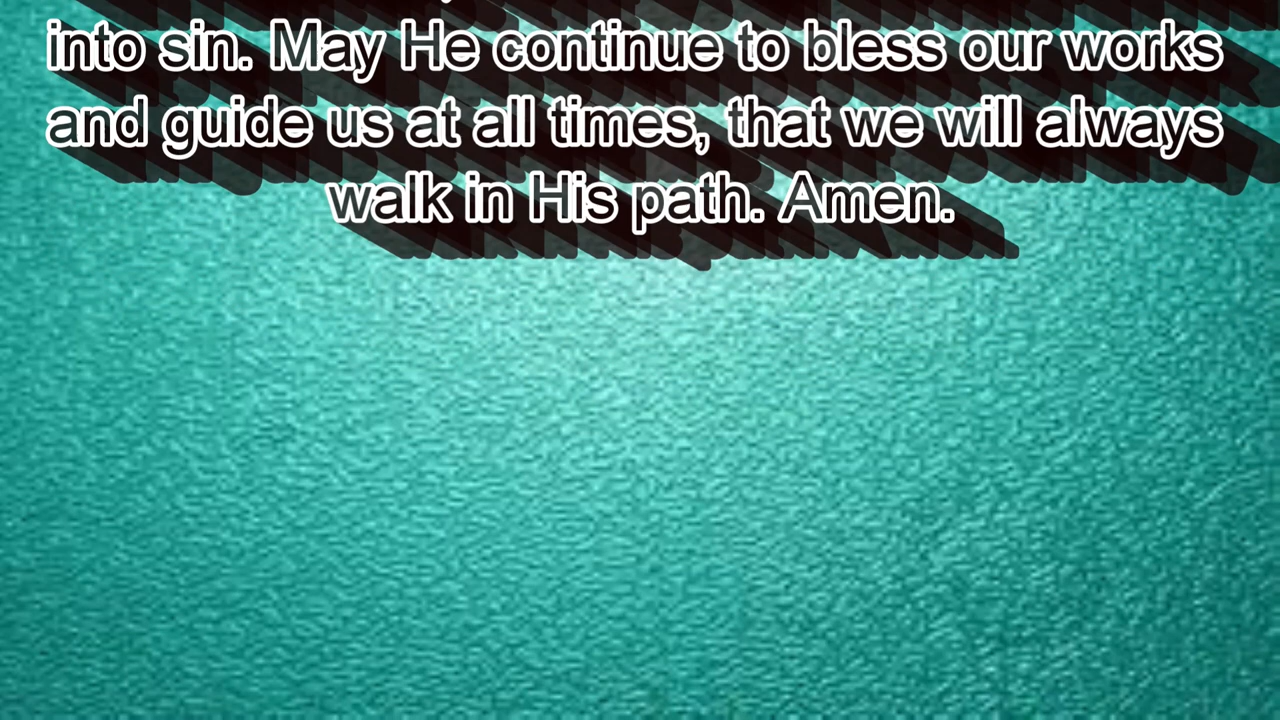 into sin. May He continue to bless our works
and guide us at all times, that we will always
walk in His path. Amen.